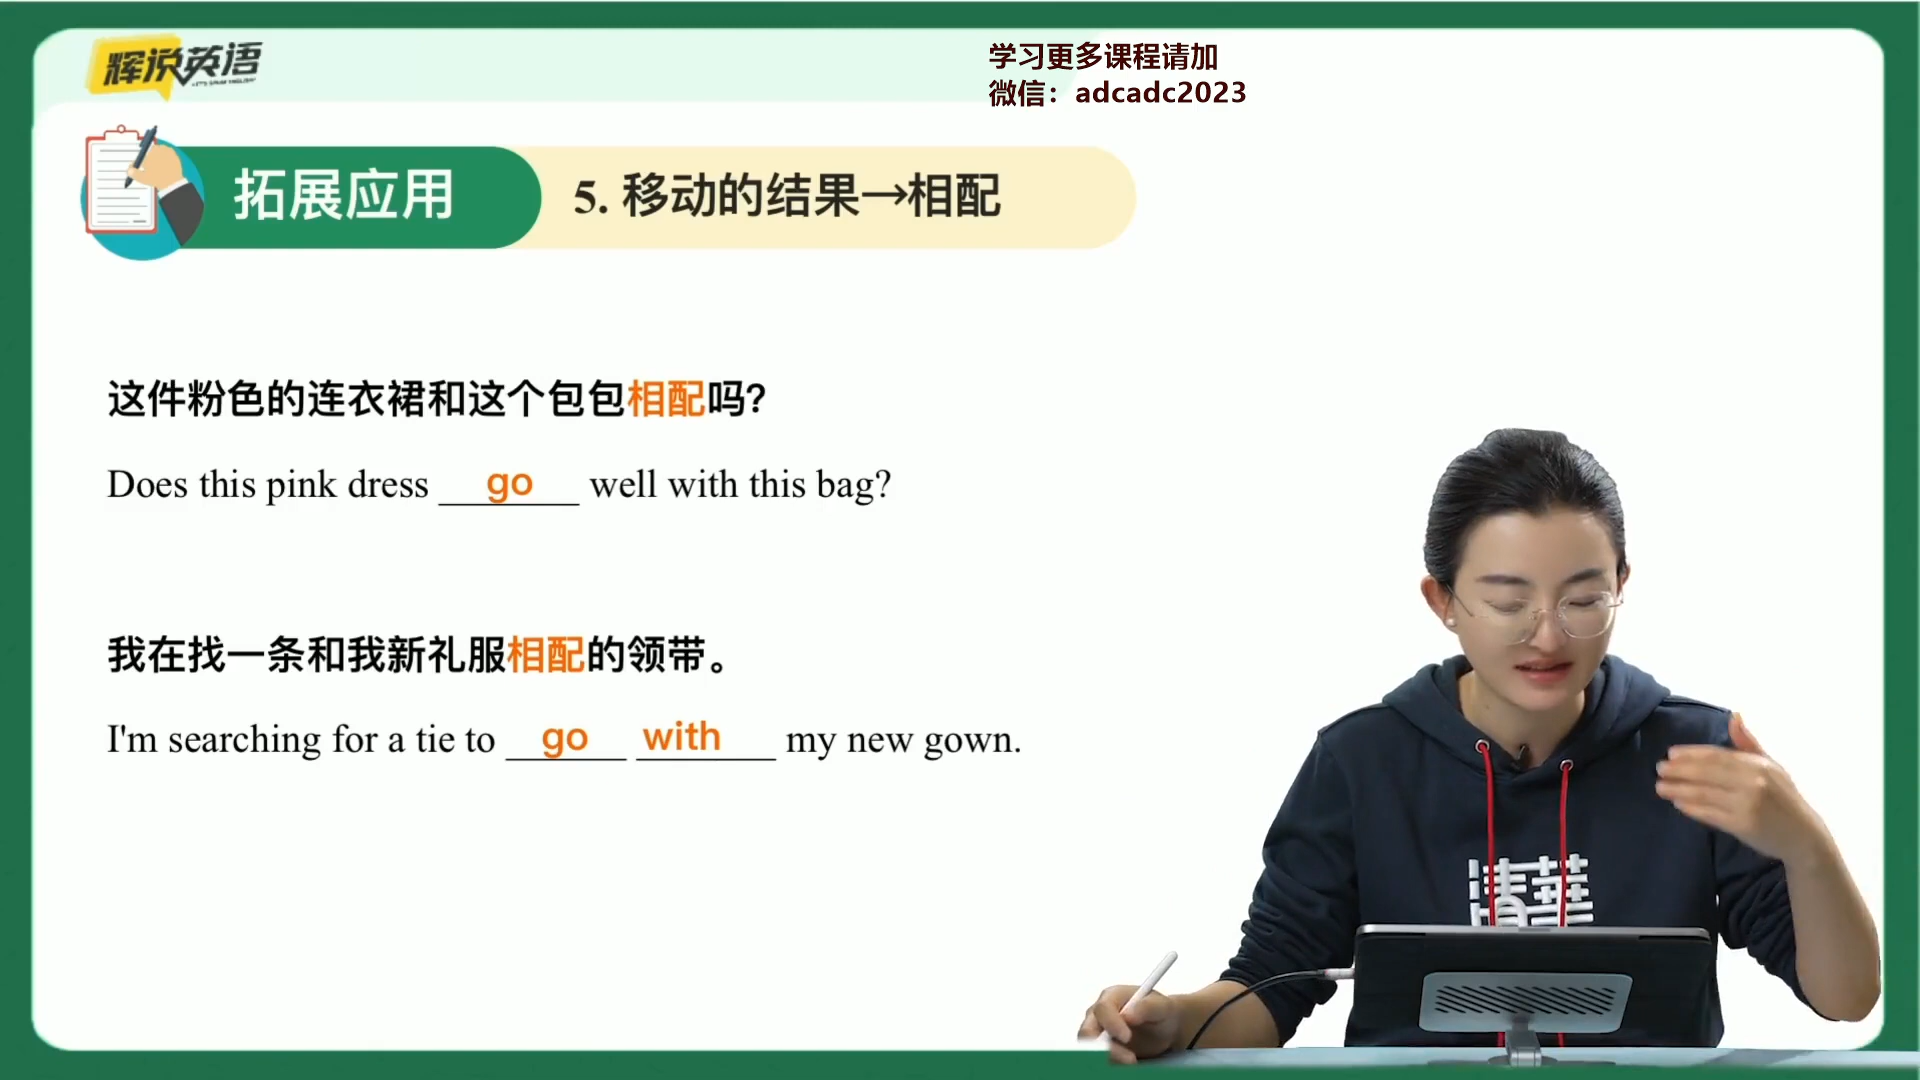 辉说英语
学习更多课程请加
微信：adcadc2023
拓展应用
5. 移动的结果→相配
这件粉色的连衣裙和这个包包相配吗?
Does this pink dress go well with this bag?
我在找一条和我新礼服相配的领带。
I'm searching for a tie to go with my new gown.
清華